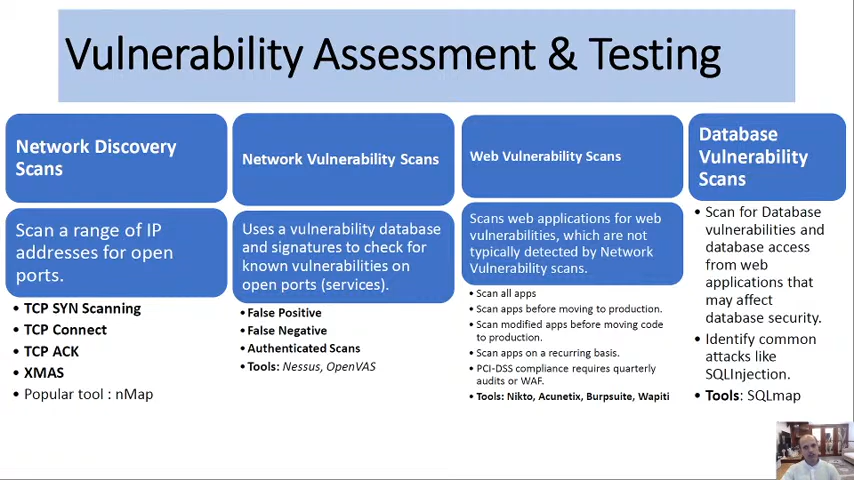 Vulnerability Assessment & Testing
Network Discovery
Scans
Scan a range of IP
addresses for open
ports.
• TCP SYN Scanning
• TCP Connect
• TCP ACK
• XMAS
• Popular tool : nMap
Network Vulnerability Scans
Uses a vulnerability database
and signatures to check for
known vulnerabilities on
open ports (services).
• False Positive
• False Negative
• Authenticated Scans
• Tools: Nessus, OpenVAS
Web Vulnerability Scans
Scans web applications for web
vulnerabilities, which are not
typically detected by Network
Vulnerability scans.
• Scan all apps
• Scan apps before moving to production.
• Scan modified apps before moving code
to production.
• Scan apps on a recurring basis.
• PCI-DSS compliance requires quarterly
audits or WAF.
• Tools: Nikto, Acunetix, Burpsuite, Wapiti
Database
Vulnerability
Scans
• Scan for Database
vulnerabilities and
database access
from web
applications that
may affect
database security.
• Identify common
attacks like
SQLInjection.
• Tools: SQLmap